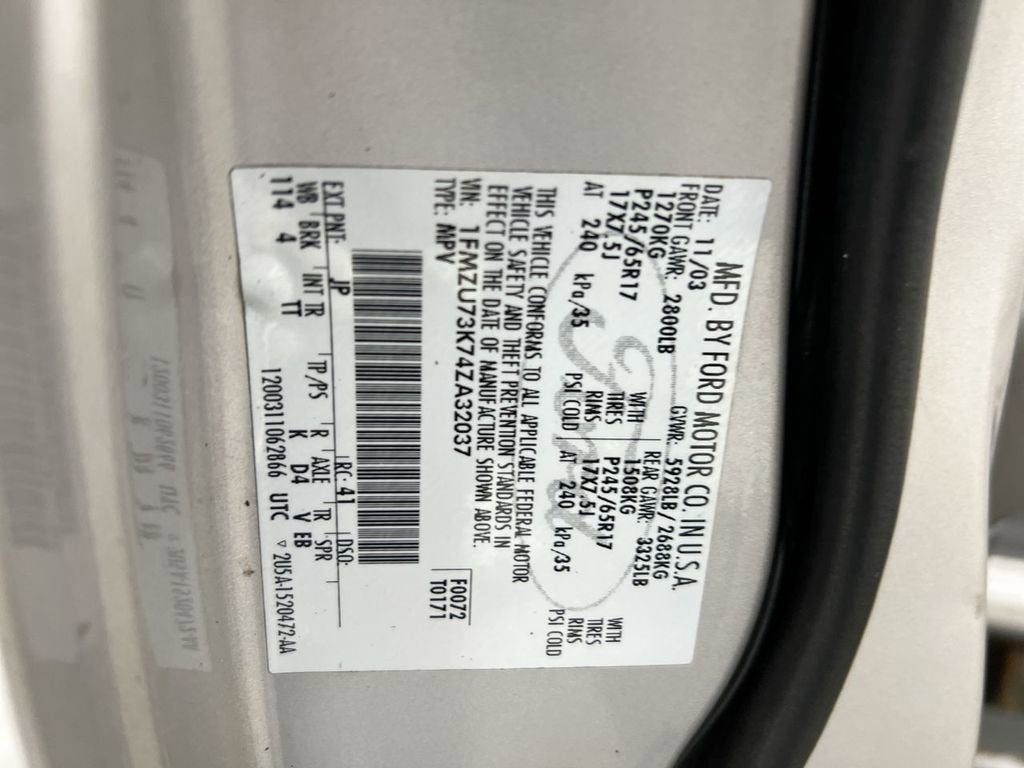 MFD. BY FORD MOTOR CO. IN U.S.A.
DATE: 11/03 GVWR: 5928LB/2688KG
FRONT GAWR: 2800LB REAR GAWR: 3325LB
1270KG WITH 1508KG WITH
P245/65R17 TIRES P245/65R17 TIRES
17X7.5J RIMS 17X7.5J RIMS
AT 240 kPa/35 PSI COLD AT 240 kPa/35 PSI COLD
THIS VEHICLE CONFORMS TO ALL APPLICABLE FEDERAL MOTOR
VEHICLE SAFETY AND THEFT PREVENTION STANDARDS IN
EFFECT ON THE DATE OF MANUFACTURE SHOWN ABOVE.
VIN: 1FMZU73K74ZA32037 F0072
TYPE: MPV T0171
EXT PNT: JP RC: 41 DSO:
WB BRK INT TR TP/PS R AXLE TR SPR
114 4 TT K D4 V EB
1200311062866 UTC ▽ 2U5A-1520472-AA